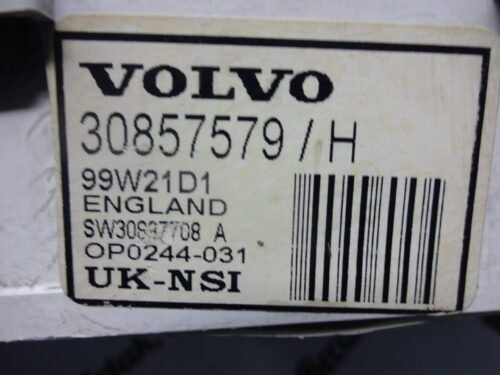 VOLVO
30857579/H
99W21D1
ENGLAND
A
OP0244-031
UK-NSI